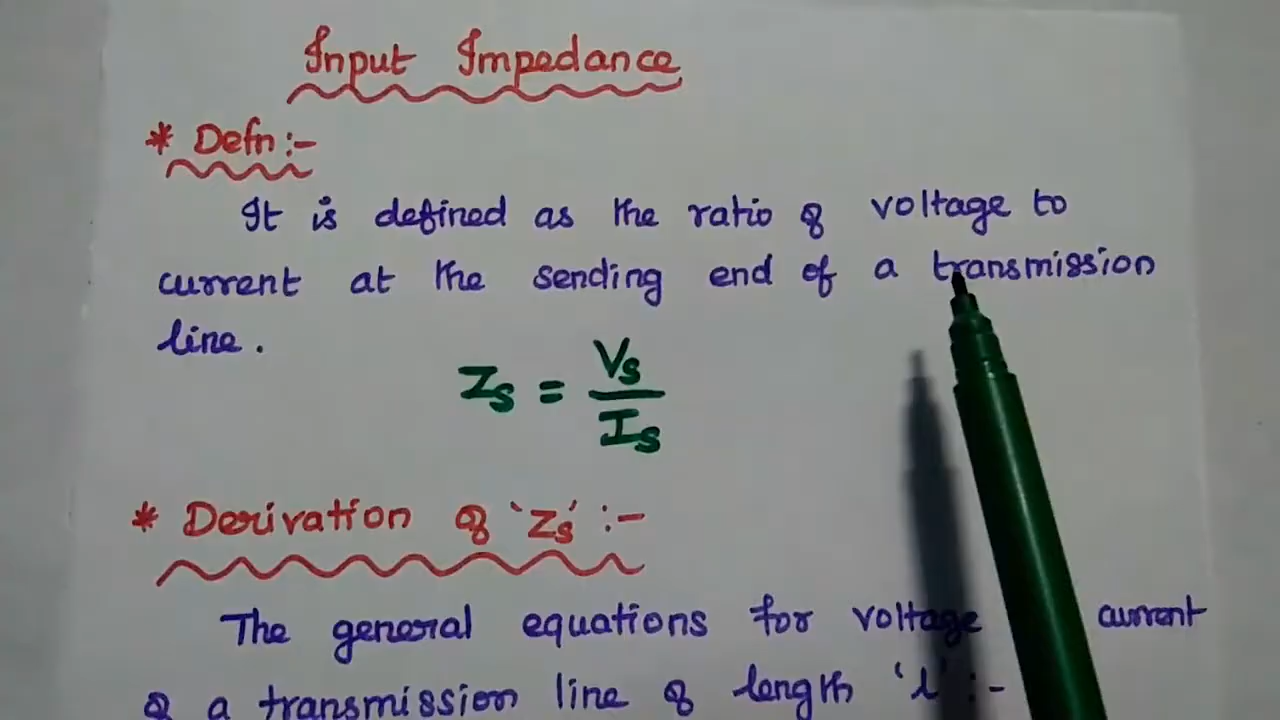 Input Impedance
* Defn :-
It is defined as the ratio of voltage to
current at the sending end of a transmission
line.
Zs = Vs / Is
* Derivation of 'Zs' :-
The general equations for voltage current
of a transmission line of length 'l' :-